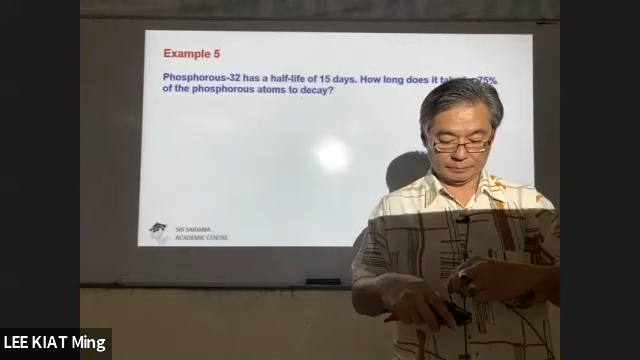 Example 5
Phosphorous-32 has a half-life of 15 days. How long does it 75%
of the phosphorous atoms to decay?
SRI SARJANA
ACADEMIC CENTRE
LEE KIAT Ming